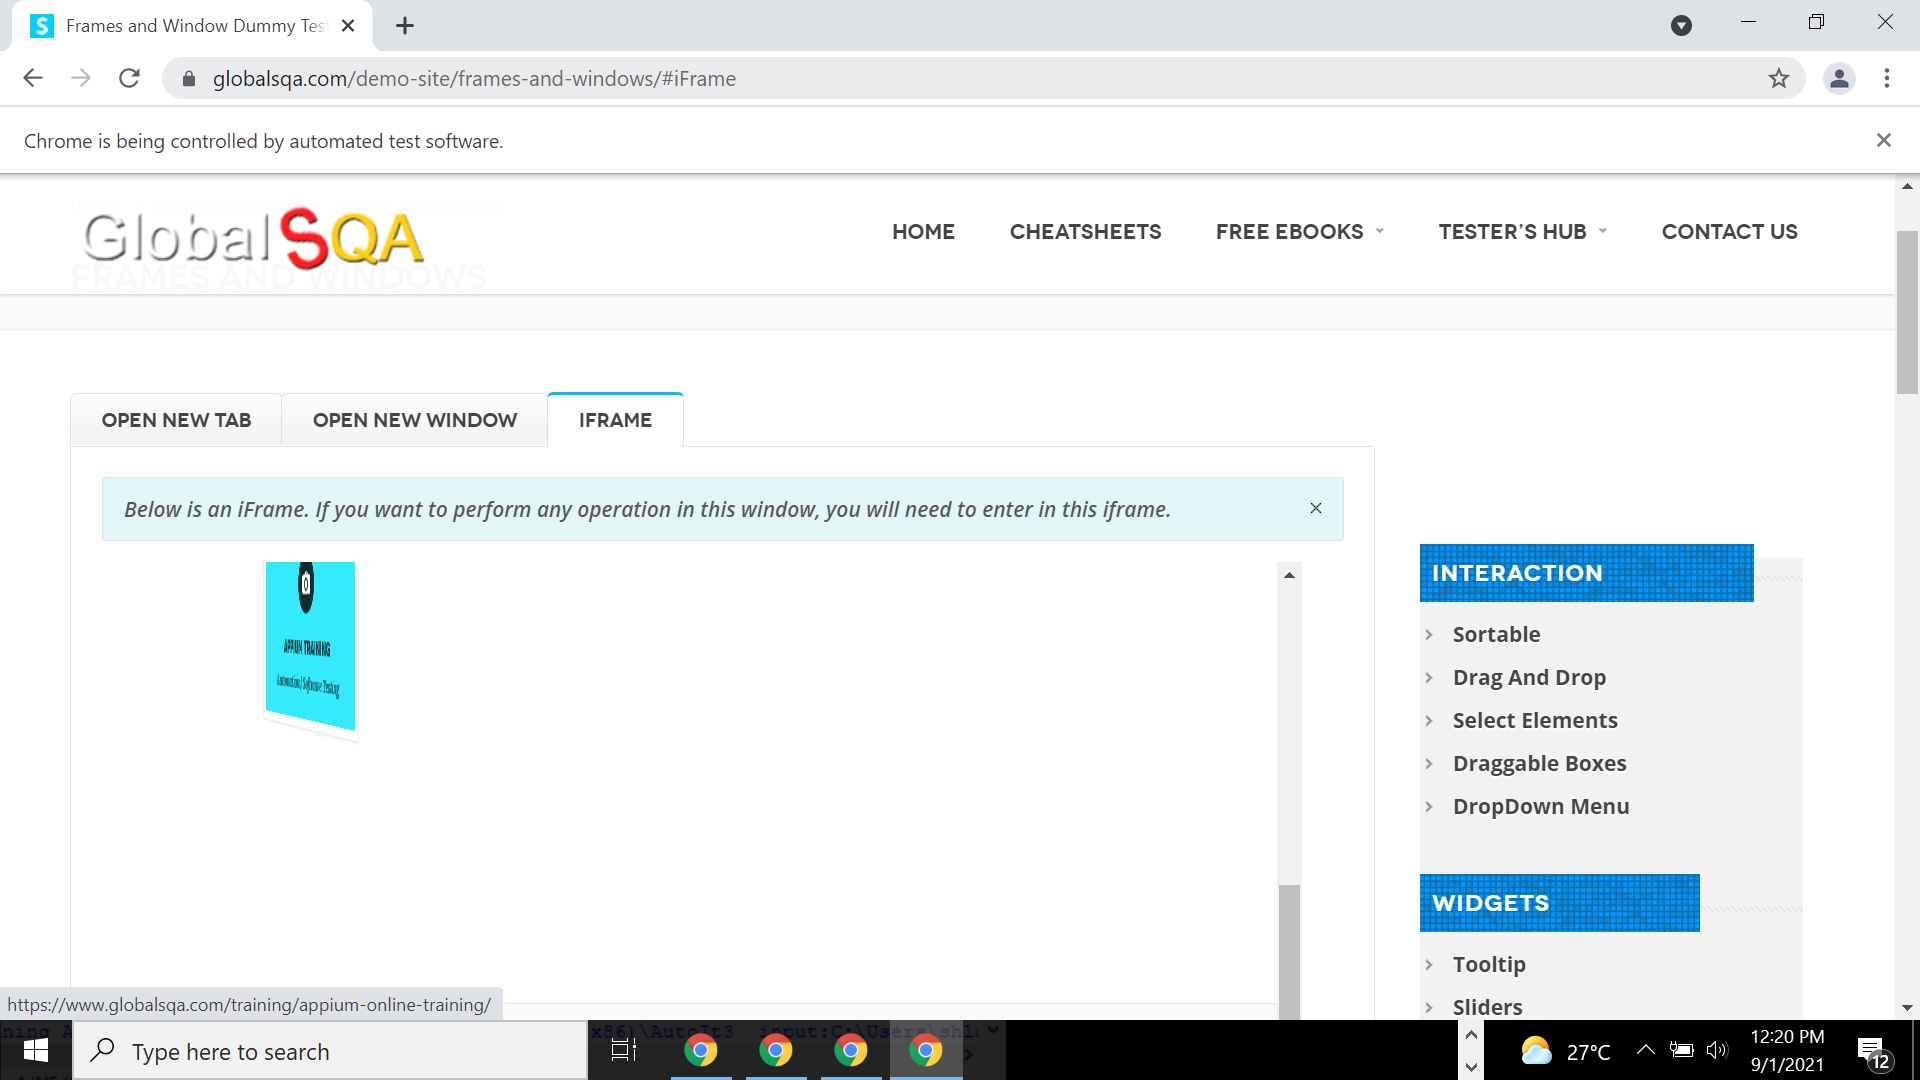 Frames and Window Dummy Tes
globalsqa.com/demo-site/frames-and-windows/#iFrame
Chrome is being controlled by automated test software.
GlobalSQA
HOME
CHEATSHEETS
FREE EBOOKS
TESTER’S HUB
CONTACT US
FRAMES AND WINDOWS
OPEN NEW TAB
OPEN NEW WINDOW
IFRAME
Below is an iFrame. If you want to perform any operation in this window, you will need to enter in this iframe.
APPIUM TRAINING
Automation / Software Testing
INTERACTION
Sortable
Drag And Drop
Select Elements
Draggable Boxes
DropDown Menu
WIDGETS
Tooltip
Sliders
https://www.globalsqa.com/training/appium-online-training/
x86)\AutoIt3 input:C:\Users\shl
Type here to search
27°C
12:20 PM
9/1/2021
12